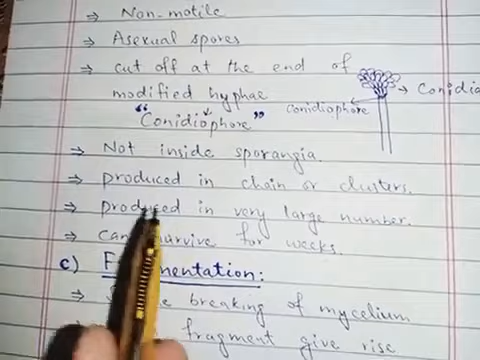 ⇒ Non-motile
⇒ Asexual spores
⇒ cut off at the end of
modified hyphae
"Conidiophore"
Conidiophore
→ Conidia
⇒ Not inside sporangia.
⇒ produced in chain or clusters.
⇒ produced in very large number.
⇒ can survive for weeks.
c) mentation:
⇒ breaking of mycelium
fragment give rise